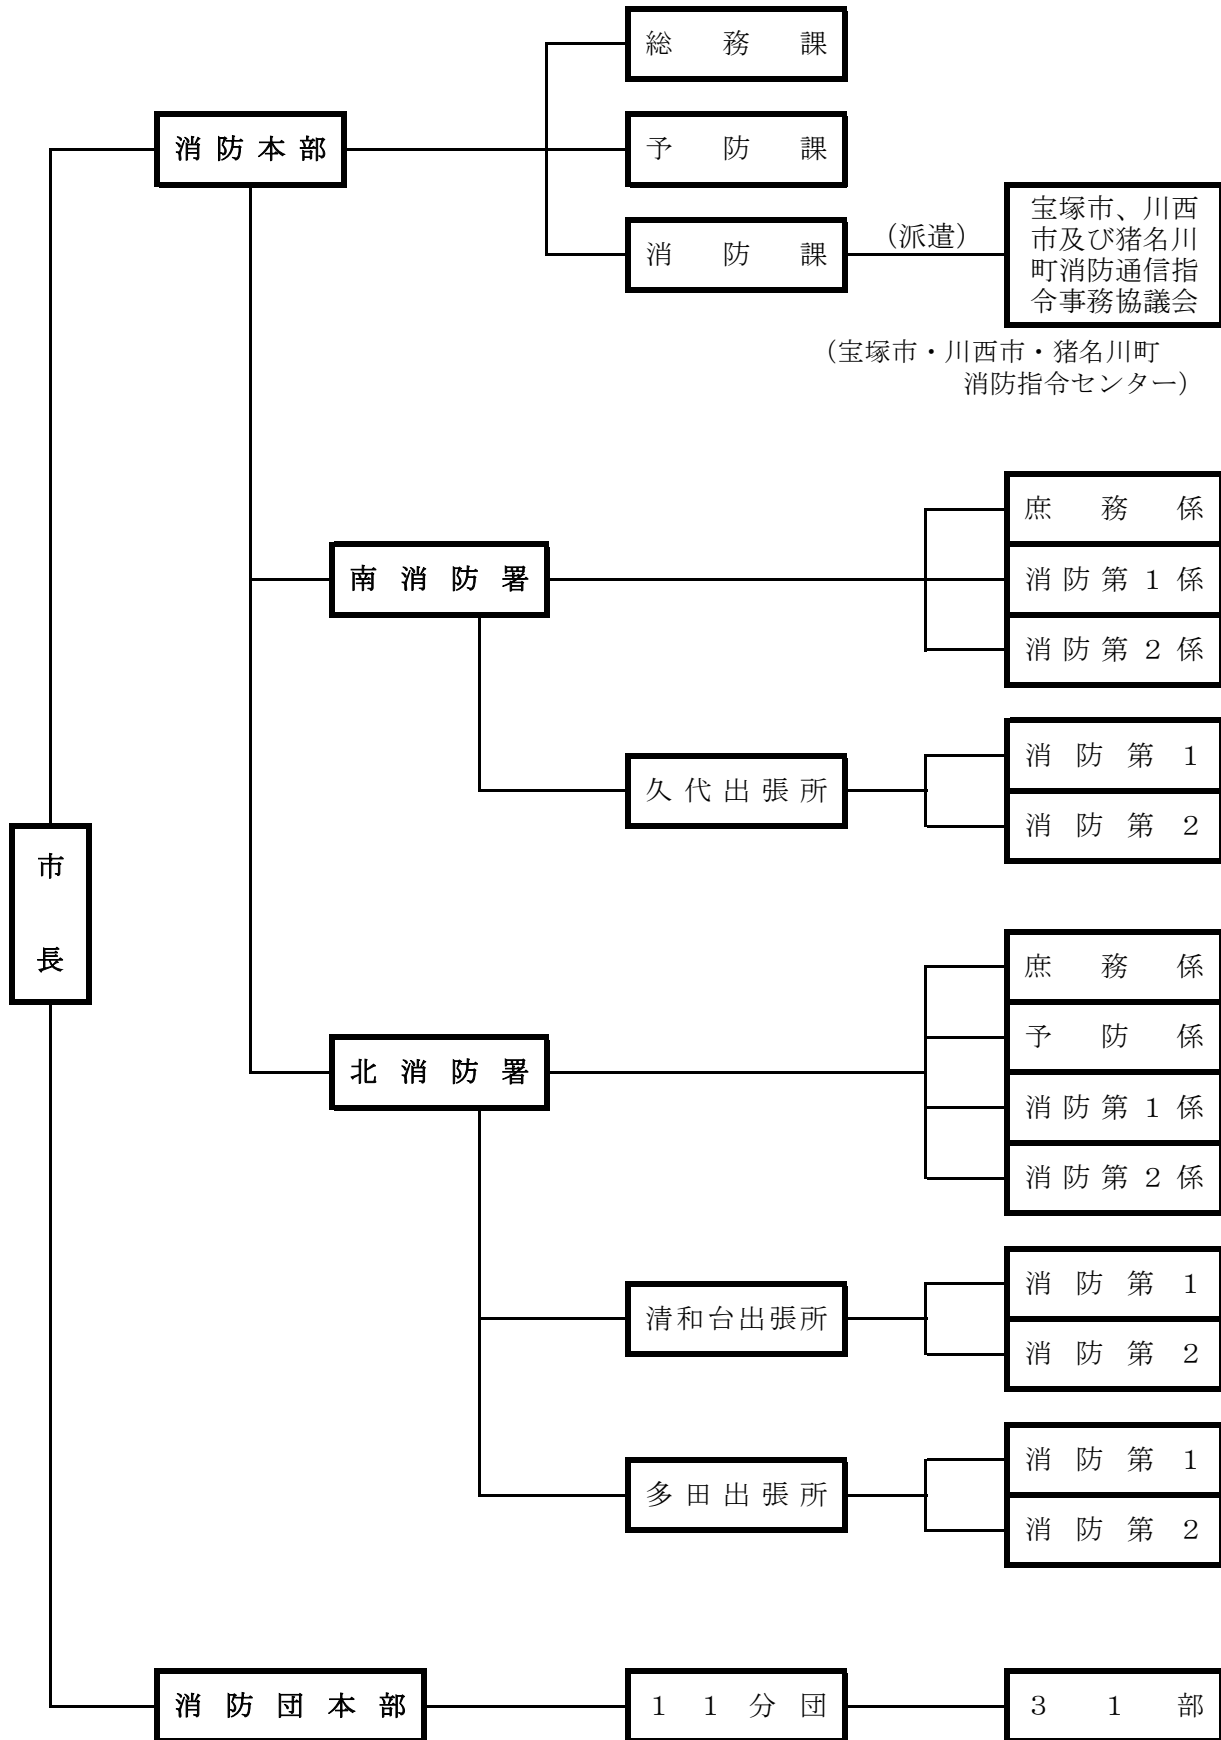 総務課
消防本部
予防課
消防課
（派遣）
宝塚市、川西
市及び猪名川
町消防通信指
令事務協議会
（宝塚市・川西市・猪名川町
消防指令センター）
南消防署
庶務係
消防第１係
消防第２係
久代出張所
消防第１
消防第２
市
長
北消防署
庶務係
予防係
消防第１係
消防第２係
清和台出張所
消防第１
消防第２
多田出張所
消防第１
消防第２
消防団本部
１１分団
３１部